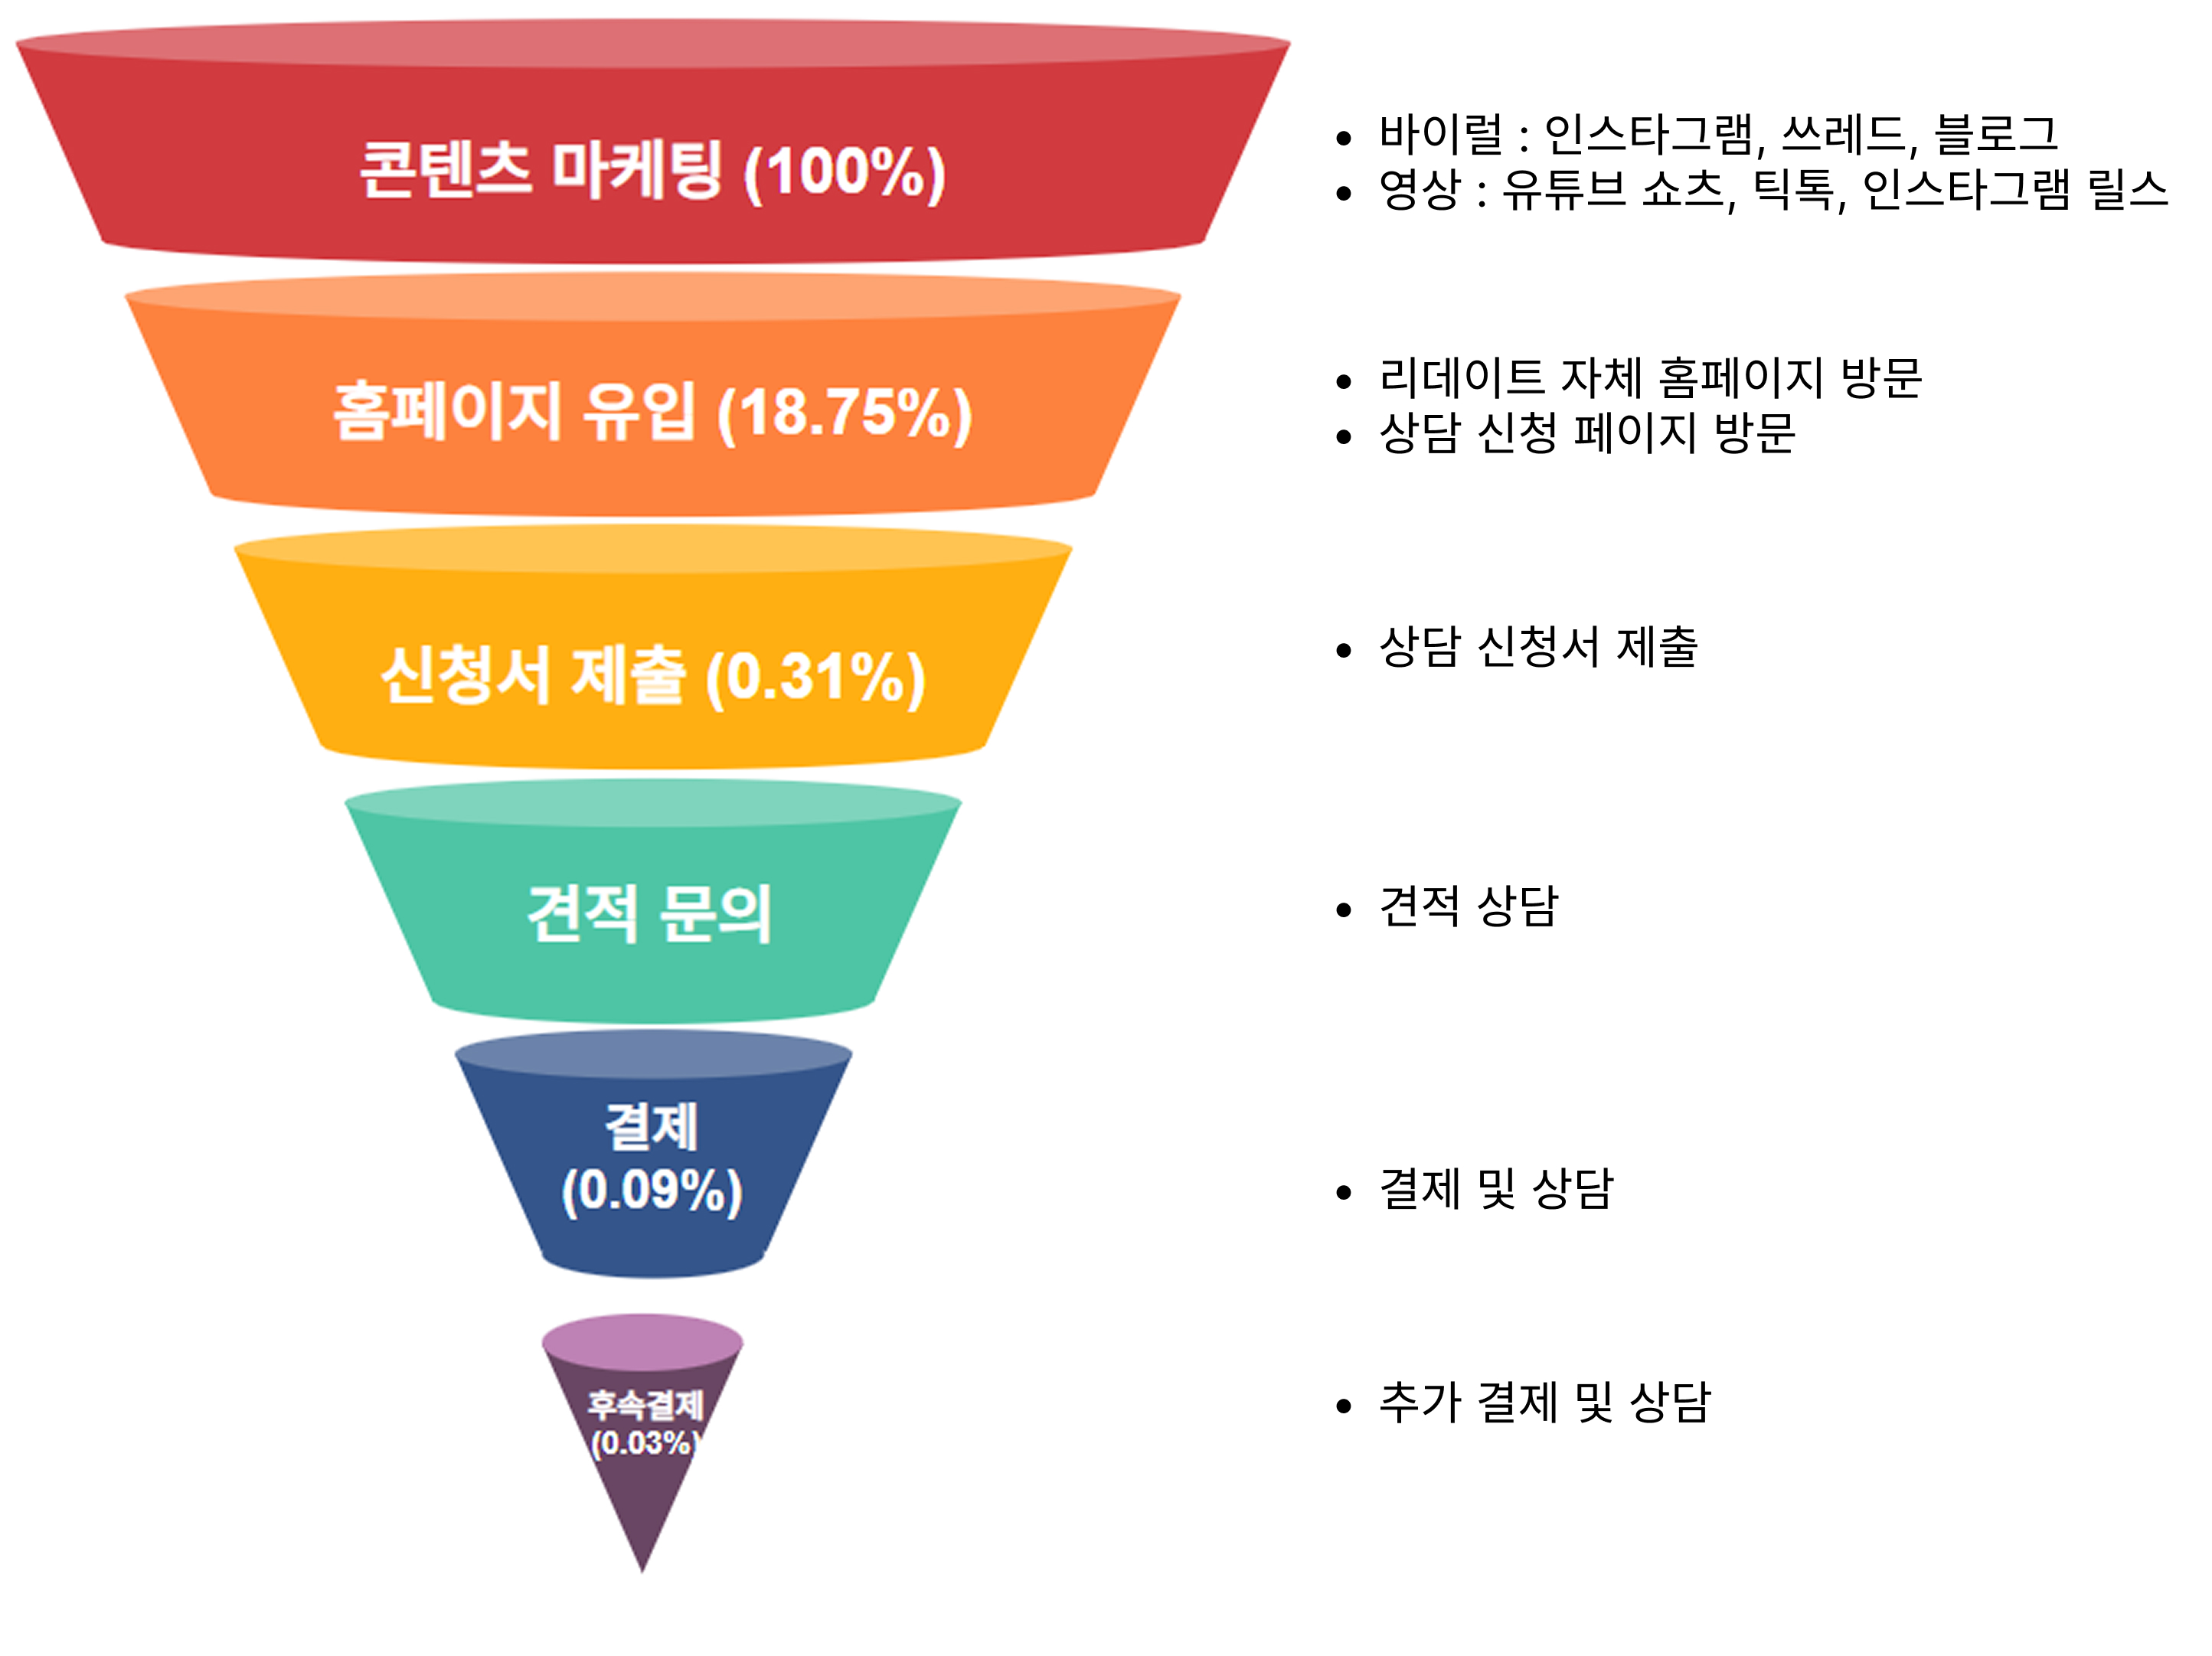 콘텐츠 마케팅 (100%)
• 바이럴 : 인스타그램, 쓰레드, 블로그
• 영상 : 유튜브 쇼츠, 틱톡, 인스타그램 릴스
홈페이지 유입 (18.75%)
• 리데이트 자체 홈페이지 방문
• 상담 신청 페이지 방문
신청서 제출 (0.31%)
• 상담 신청서 제출
견적 문의
• 견적 상담
결제
(0.09%)
• 결제 및 상담
후속결제
(0.03%)
• 추가 결제 및 상담